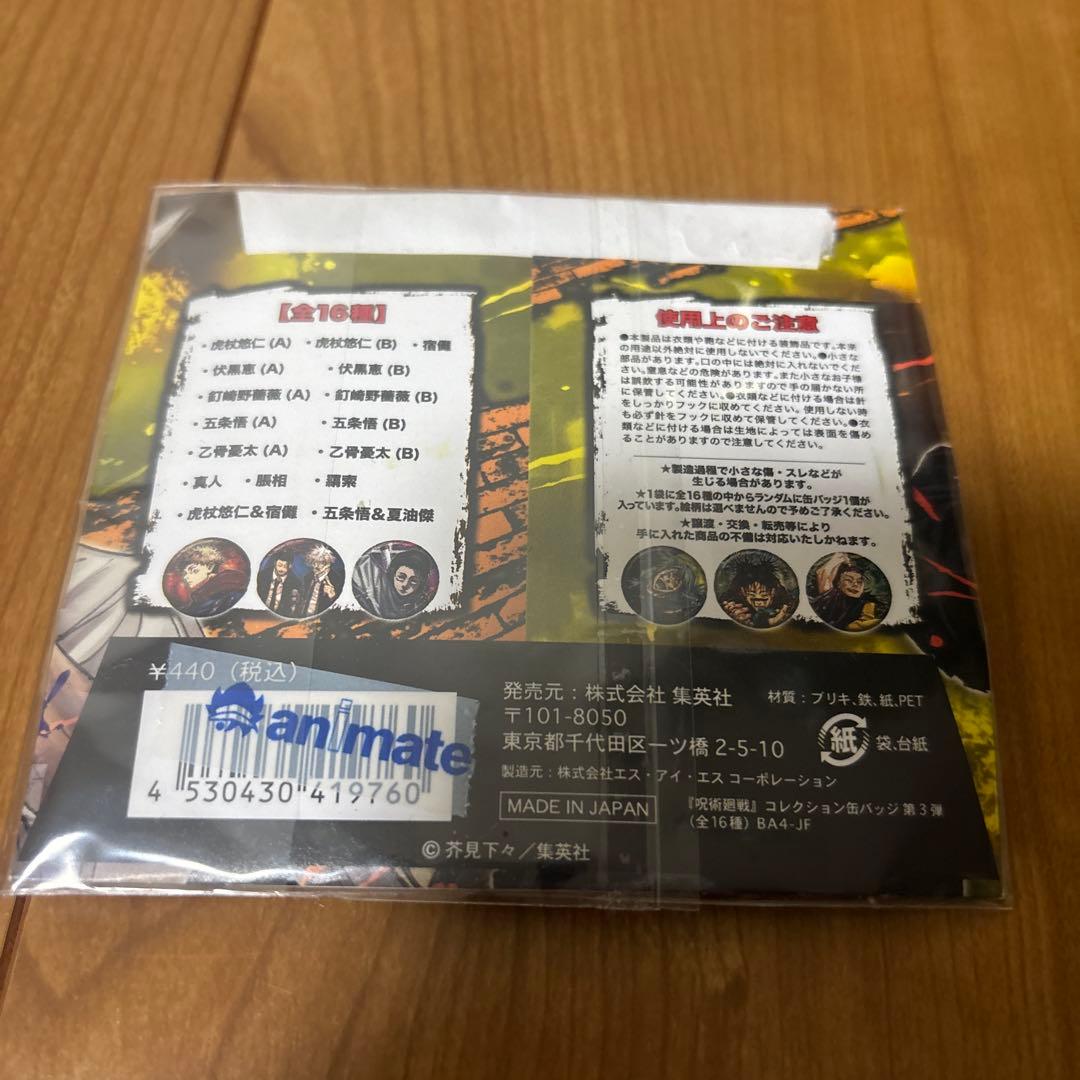 【全16種】
・虎杖悠仁 (A) ・虎杖悠仁 (B) ・宿儺
・伏黒恵 (A) ・伏黒恵 (B)
・釘崎野薔薇 (A) ・釘崎野薔薇 (B)
・五条悟 (A) ・五条悟 (B)
・乙骨憂太 (A) ・乙骨憂太 (B)
・真人 ・脹相 ・羂索
・虎杖悠仁&宿儺 ・五条悟&夏油傑
使用上のご注意
●本製品は衣類や鞄などに付ける装飾品です。本来
の用途以外絶対に使用しないでください。●小さな
部品があります。口の中には絶対に入れないでくだ
さい。窒息などの危険があります。また小さなお子様
は誤飲する可能性がありますので手の届かない所
に保管してください。●衣類などに付ける場合は針
をしっかりフックに収めてください。使用しない時
も必ず針をフックに収めて保管してください。●衣
類などに付ける場合は生地によっては表面を傷め
ることがありますので注意してください。
★製造過程で小さな傷・スレなどが
生じる場合があります。
★1袋に全16種の中からランダムに缶バッジ1個が
入っています。絵柄は選べませんので予めご了承ください。
★譲渡・交換・転売等により
手に入れた商品の不備は対応いたしかねます。
¥440（税込）
animate
4 530430 419760
発売元：株式会社 集英社
〒101-8050
東京都千代田区一ツ橋 2-5-10
製造元：株式会社エス・アイ・エス コーポレーション
MADE IN JAPAN
材質：ブリキ、鉄、紙、PET
紙 袋、台紙
『呪術廻戦』コレクション缶バッジ 第3弾
（全16種）BA4-JF
©芥見下々／集英社